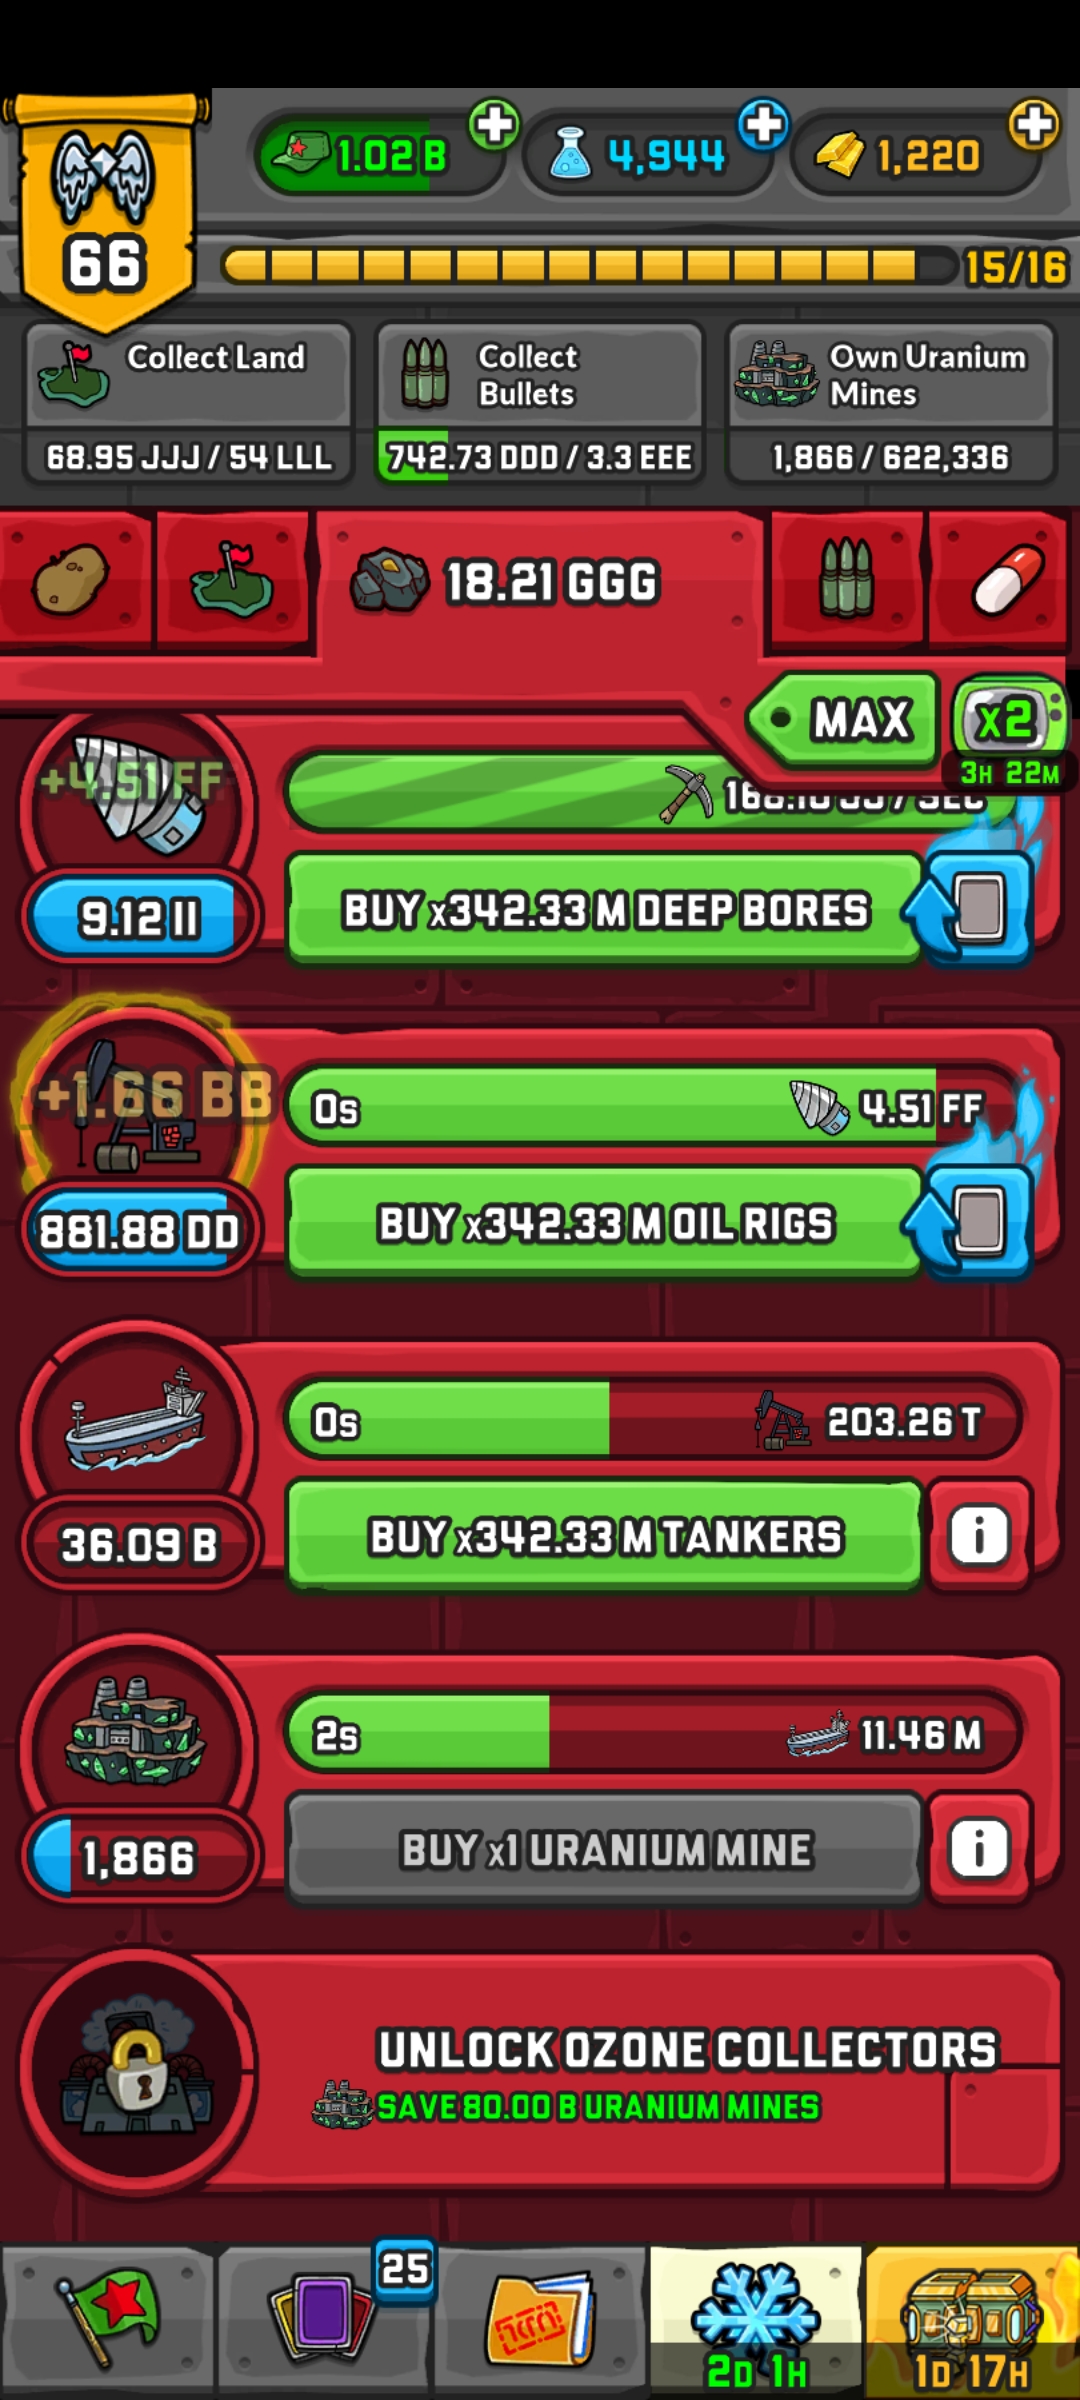 1.02 B
4,944
1,220
66
15/16
Collect Land
68.95 JJJ / 54 LLL
Collect
Bullets
742.73 DDD / 3.3 EEE
Own Uranium
Mines
1,866 / 622,336
18.21 GGG
MAX
x2
3H 22M
+4.51 FF
9.12 II
BUY x342.33 M DEEP BORES
+1.66 BB
0s
4.51 FF
881.88 DD
BUY x342.33 M OIL RIGS
0s
203.26 T
36.09 B
BUY x342.33 M TANKERS
i
2s
11.46 M
1,866
BUY x1 URANIUM MINE
i
UNLOCK OZONE COLLECTORS
SAVE 80.00 B URANIUM MINES
25
2D 1H
1D 17H